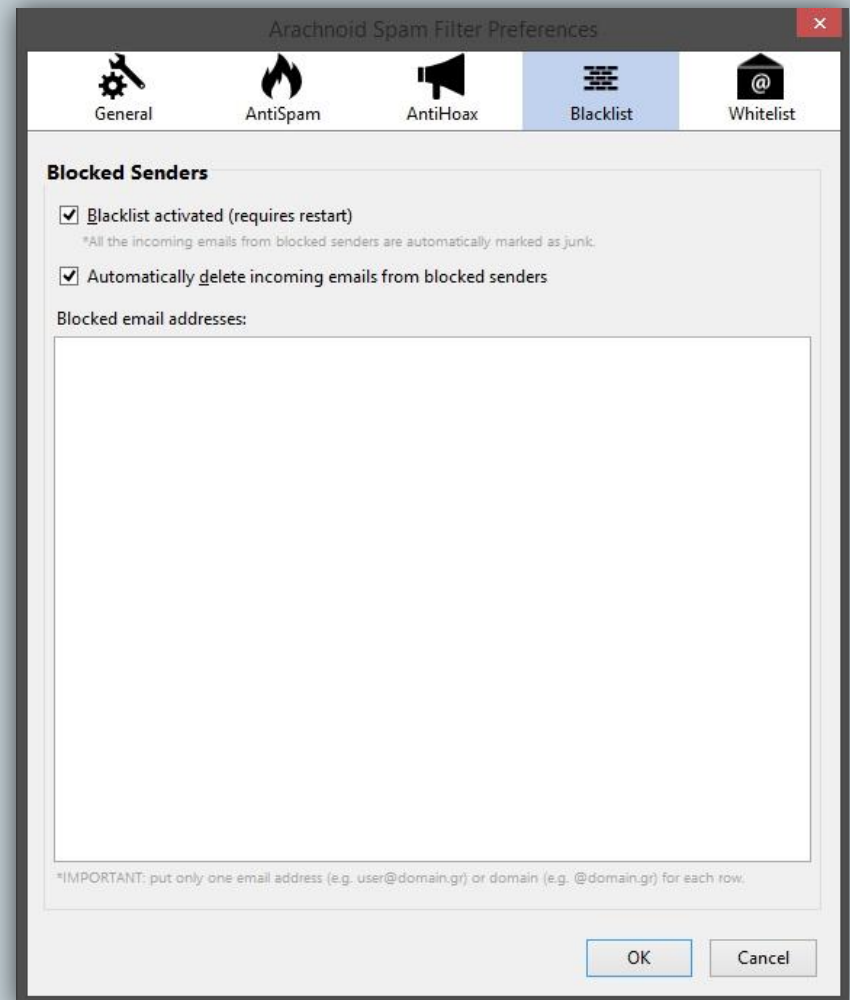 Arachnoid Spam Filter Preferences
General AntiSpam AntiHoax Blacklist Whitelist
Blocked Senders
Blacklist activated (requires restart)
*All the incoming emails from blocked senders are automatically marked as junk.
Automatically delete incoming emails from blocked senders
Blocked email addresses:
*IMPORTANT: put only one email address (e.g. user@domain.gr) or domain (e.g. @domain.gr) for each row.
OK Cancel